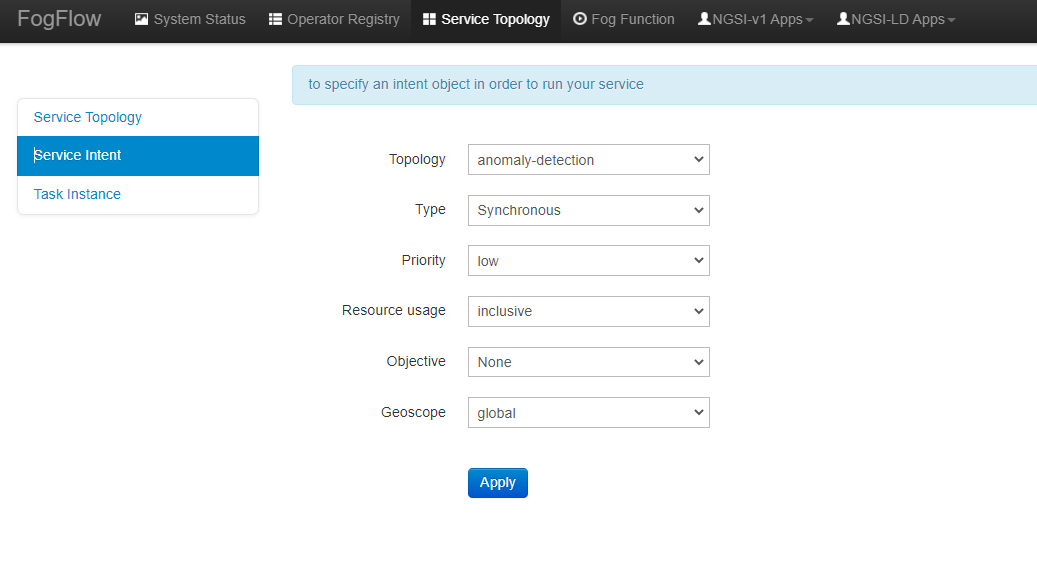 FogFlow System Status Operator Registry Service Topology Fog Function NGSI-v1 Apps NGSI-LD Apps
to specify an intent object in order to run your service
Service Topology
Service Intent
Task Instance
Topology anomaly-detection
Type Synchronous
Priority low
Resource usage inclusive
Objective None
Geoscope global
Apply